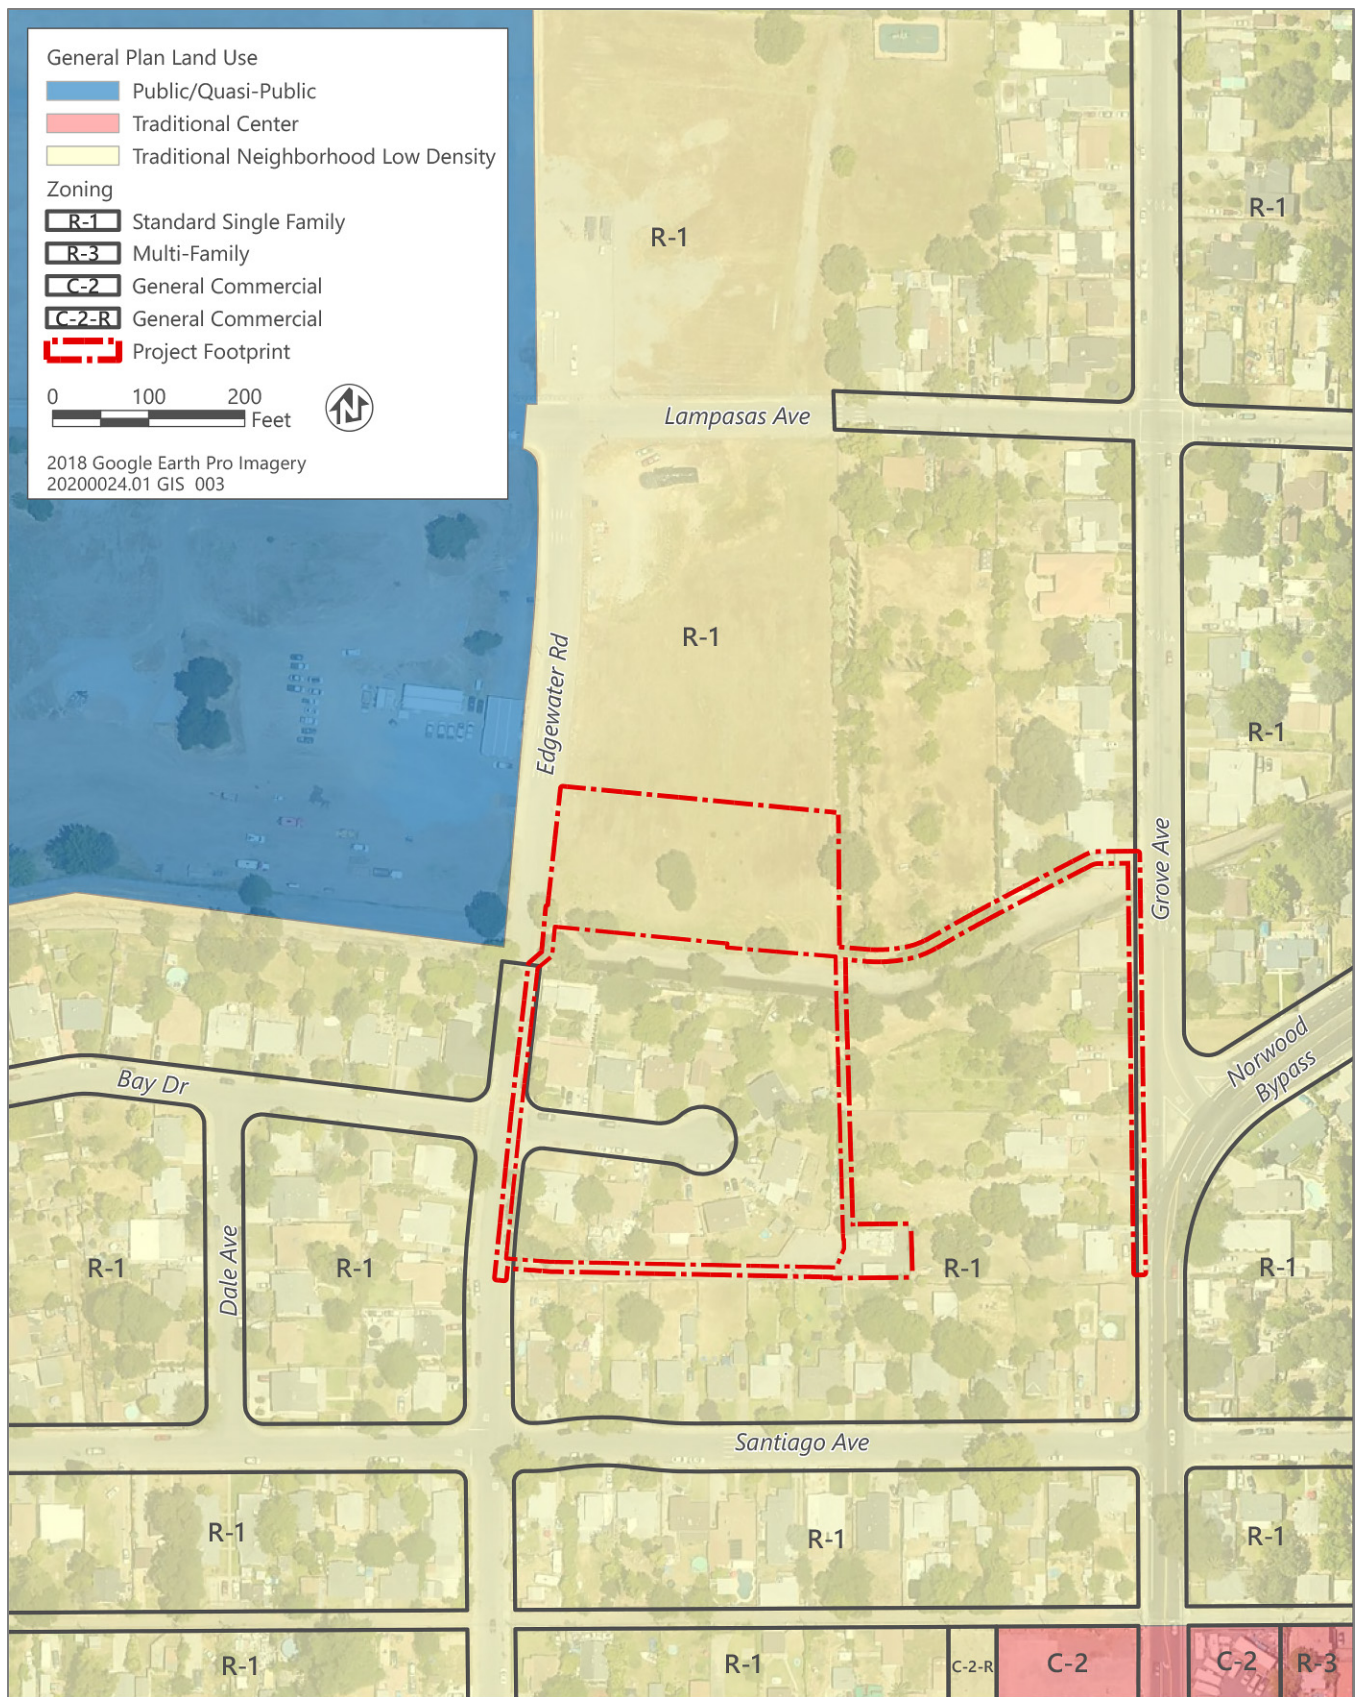 General Plan Land Use
Public/Quasi-Public
Traditional Center
Traditional Neighborhood Low Density
Zoning
R-1 Standard Single Family
R-3 Multi-Family
C-2 General Commercial
C-2-R General Commercial
Project Footprint
0 100 200
Feet
N
2018 Google Earth Pro Imagery
20200024.01 GIS 003
R-1
R-1
Lampasas Ave
R-1
Edgewater Rd
R-1
Grove Ave
Norwood
Bypass
Bay Dr
Dale Ave
R-1
R-1
R-1
R-1
Santiago Ave
R-1
R-1
R-1
R-1
R-1
C-2-R
C-2
C-2
R-3